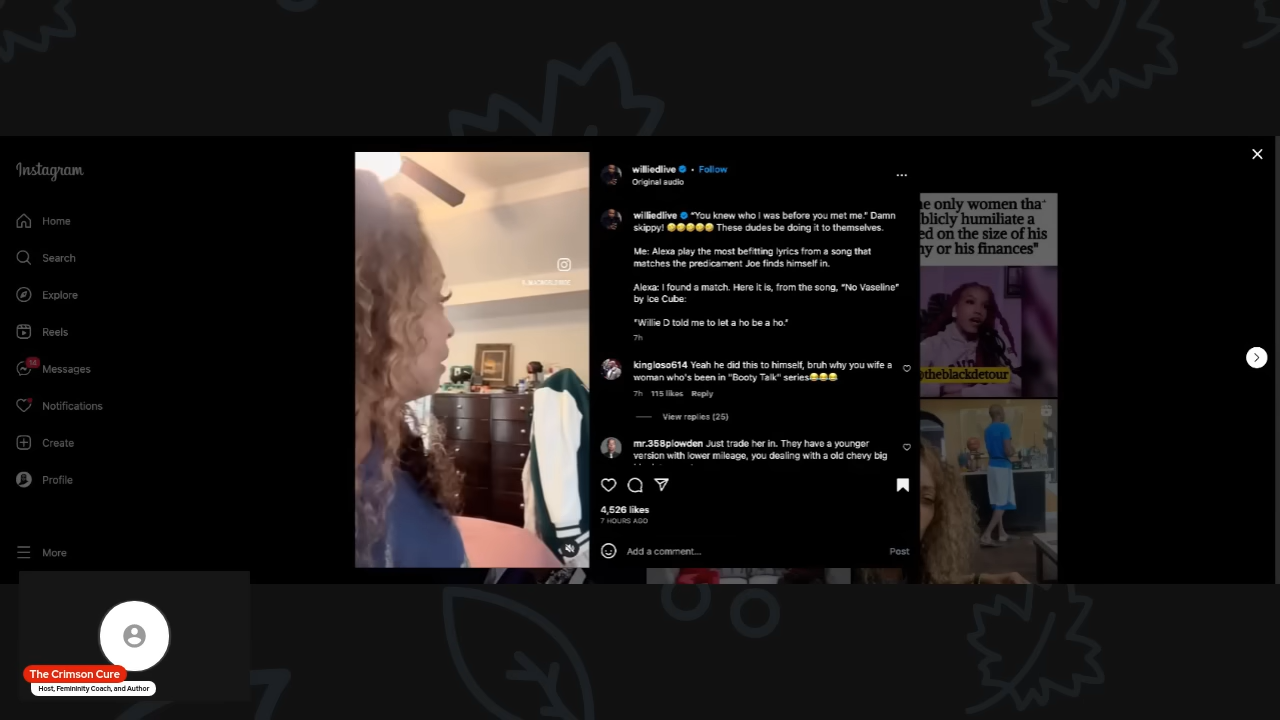 Instagram
Home
Search
Explore
Reels
14
Messages
Notifications
Create
Profile
More
williedlive • Follow
Original audio
williedlive "You knew who I was before you met me." Damn
skippy! 🤣🤣🤣🤣🤣 These dudes be doing it to themselves.
Me: Alexa play the most befitting lyrics from a song that
matches the predicament Joe finds himself in.
Alexa: I found a match. Here it is, from the song, "No Vaseline"
by Ice Cube:
"Willie D told me to let a ho be a ho."
7h
kingloso614 Yeah he did this to himself, bruh why you wife a
woman who's been in "Booty Talk" series😂😂😂
7h 115 likes Reply
View replies (25)
mr.358plowden Just trade her in. They have a younger
version with lower mileage, you dealing with a old chevy big
4,526 likes
7 HOURS AGO
Add a comment...
Post
e only women tha
blicly humiliate a
ed on the size of his
ny or his finances"
@theblackdetour
The Crimson Cure
Host, Femininity Coach, and Author